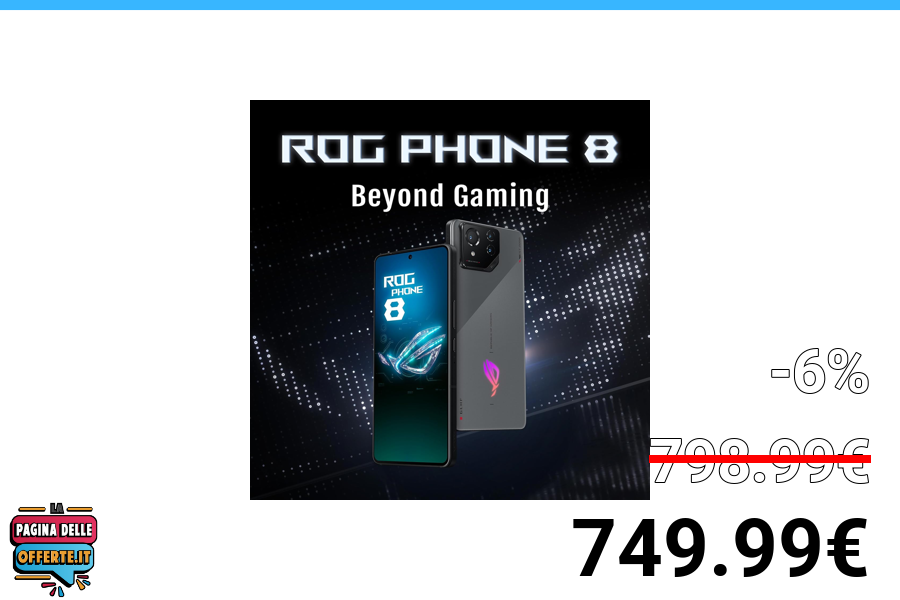 ROG PHONE 8
Beyond Gaming
ROG
PHONE
8
-6%
798.99€
749.99€
LA
PAGINA DELLE
OFFERTE.IT